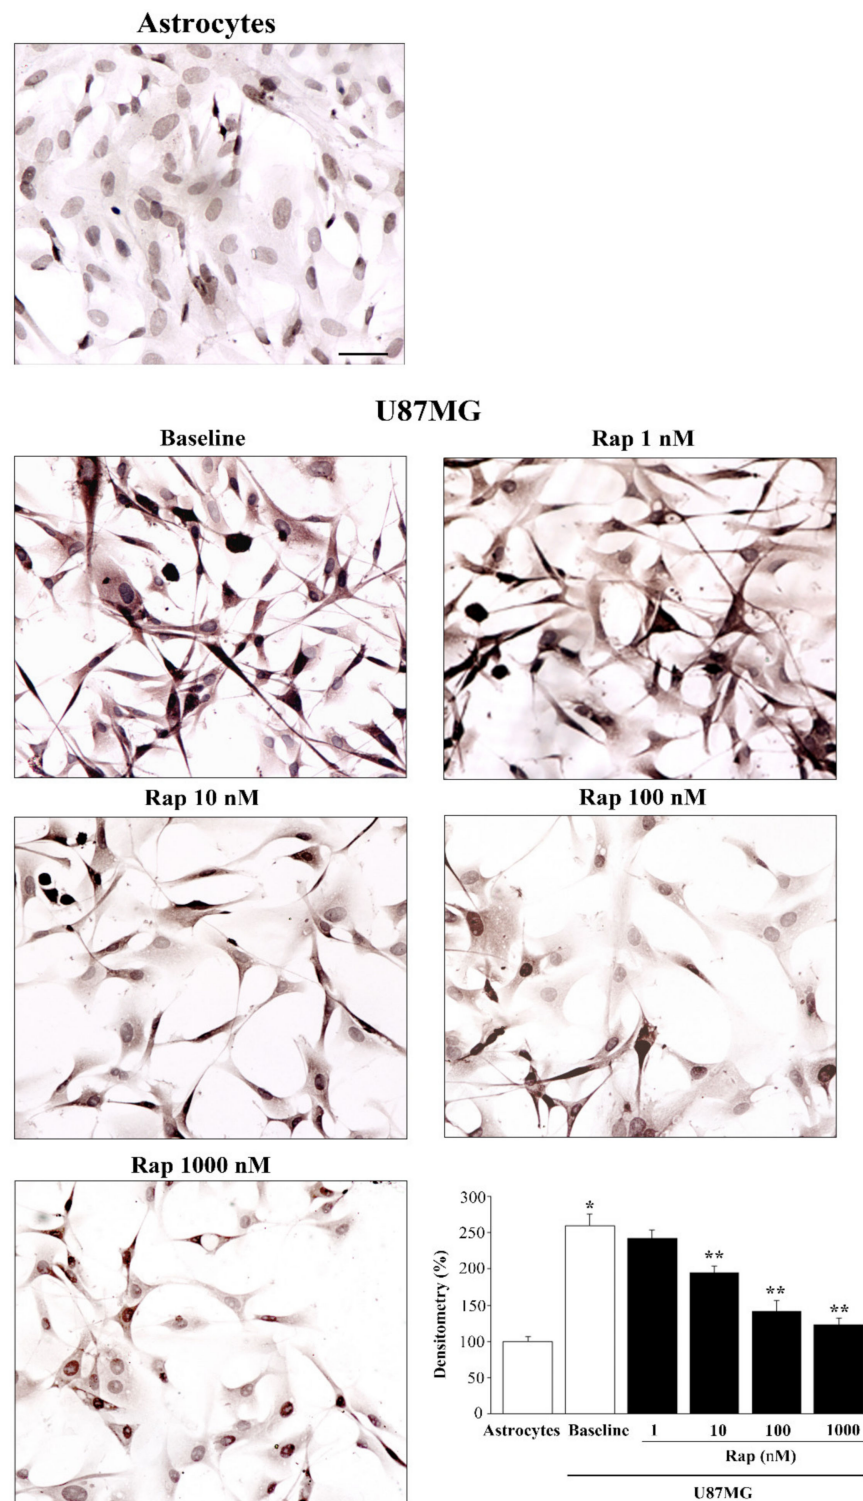 Astrocytes
U87MG
Baseline
Rap 1 nM
Rap 10 nM
Rap 100 nM
Rap 1000 nM
300
250
200
150
100
50
0
Densitometry (%)
*
**
**
**
Astrocytes Baseline 1 10 100 1000
Rap (nM)
U87MG